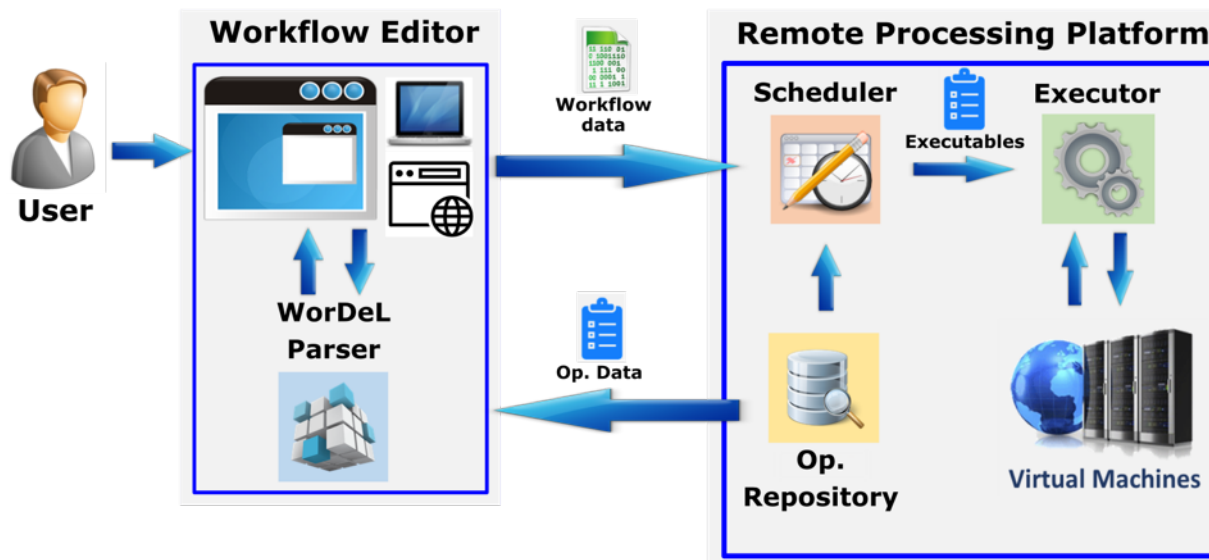 Workflow Editor
Remote Processing Platform
User
Workflow
data
Scheduler
Executables
Executor
WorDeL
Parser
Op. Data
Op.
Repository
Virtual Machines